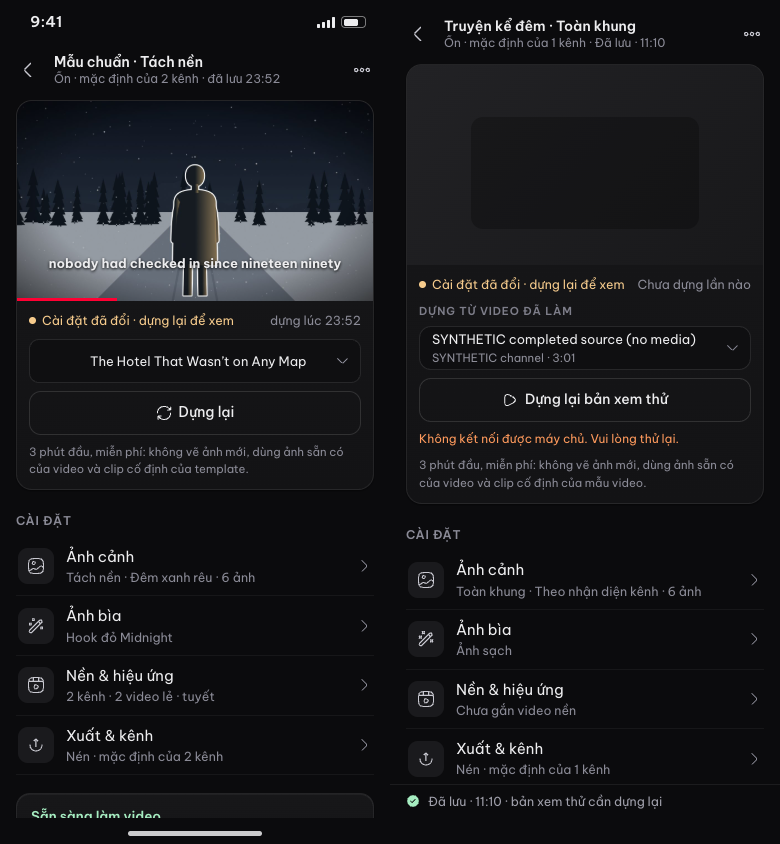 9:41
Mẫu chuẩn · Tách nền
Ổn · mặc định của 2 kênh · đã lưu 23:52
nobody had checked in since nineteen ninety
Cài đặt đã đổi · dựng lại để xem
dựng lúc 23:52
The Hotel That Wasn't on Any Map
Dựng lại
3 phút đầu, miễn phí: không vẽ ảnh mới, dùng ảnh sẵn có
của video và clip cố định của template.
CÀI ĐẶT
Ảnh cảnh
Tách nền · Đêm xanh rêu · 6 ảnh
Ảnh bìa
Hook đỏ Midnight
Nền & hiệu ứng
2 kênh · 2 video lẻ · tuyết
Xuất & kênh
Nén · mặc định của 2 kênh
Sẵn sàng làm video
Truyện kể đêm · Toàn khung
Ổn · mặc định của 1 kênh · Đã lưu · 11:10
Cài đặt đã đổi · dựng lại để xem
Chưa dựng lần nào
DỰNG TỪ VIDEO ĐÃ LÀM
SYNTHETIC completed source (no media)
SYNTHETIC channel · 3:01
Dựng lại bản xem thử
Không kết nối được máy chủ. Vui lòng thử lại.
3 phút đầu, miễn phí: không vẽ ảnh mới, dùng ảnh sẵn có
của video và clip cố định của mẫu video.
CÀI ĐẶT
Ảnh cảnh
Toàn khung · Theo nhận diện kênh · 6 ảnh
Ảnh bìa
Ảnh sạch
Nền & hiệu ứng
Chưa gắn video nền
Xuất & kênh
Nén · mặc định của 1 kênh
Đã lưu · 11:10 · bản xem thử cần dựng lại